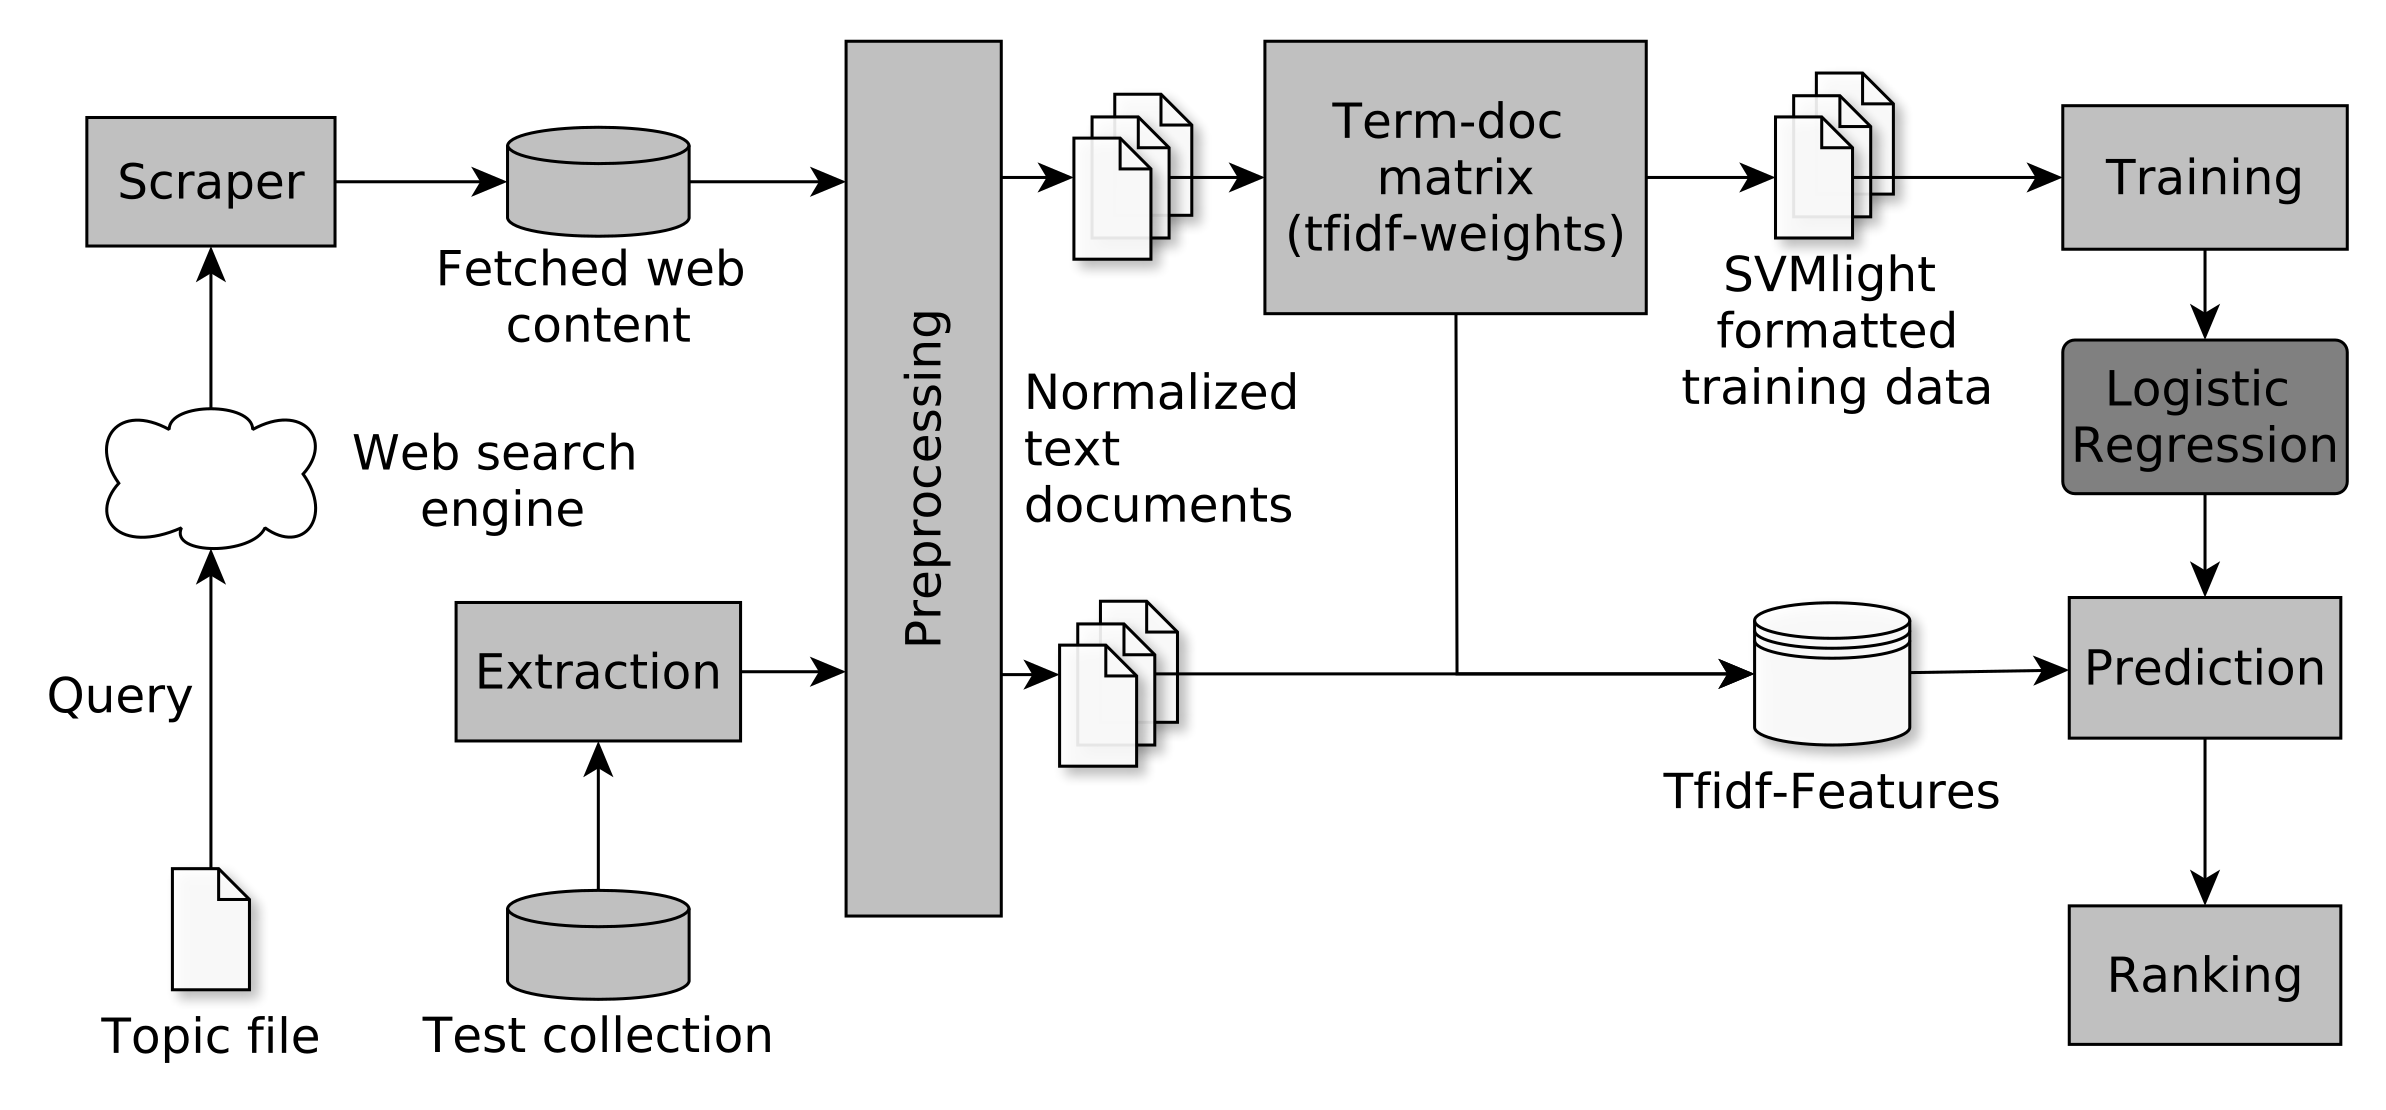 Scraper
Fetched web
content
Web search
engine
Query
Topic file
Extraction
Test collection
Preprocessing
Normalized
text
documents
Term-doc
matrix
(tfidf-weights)
SVMlight
formatted
training data
Training
Logistic
Regression
Tfidf-Features
Prediction
Ranking